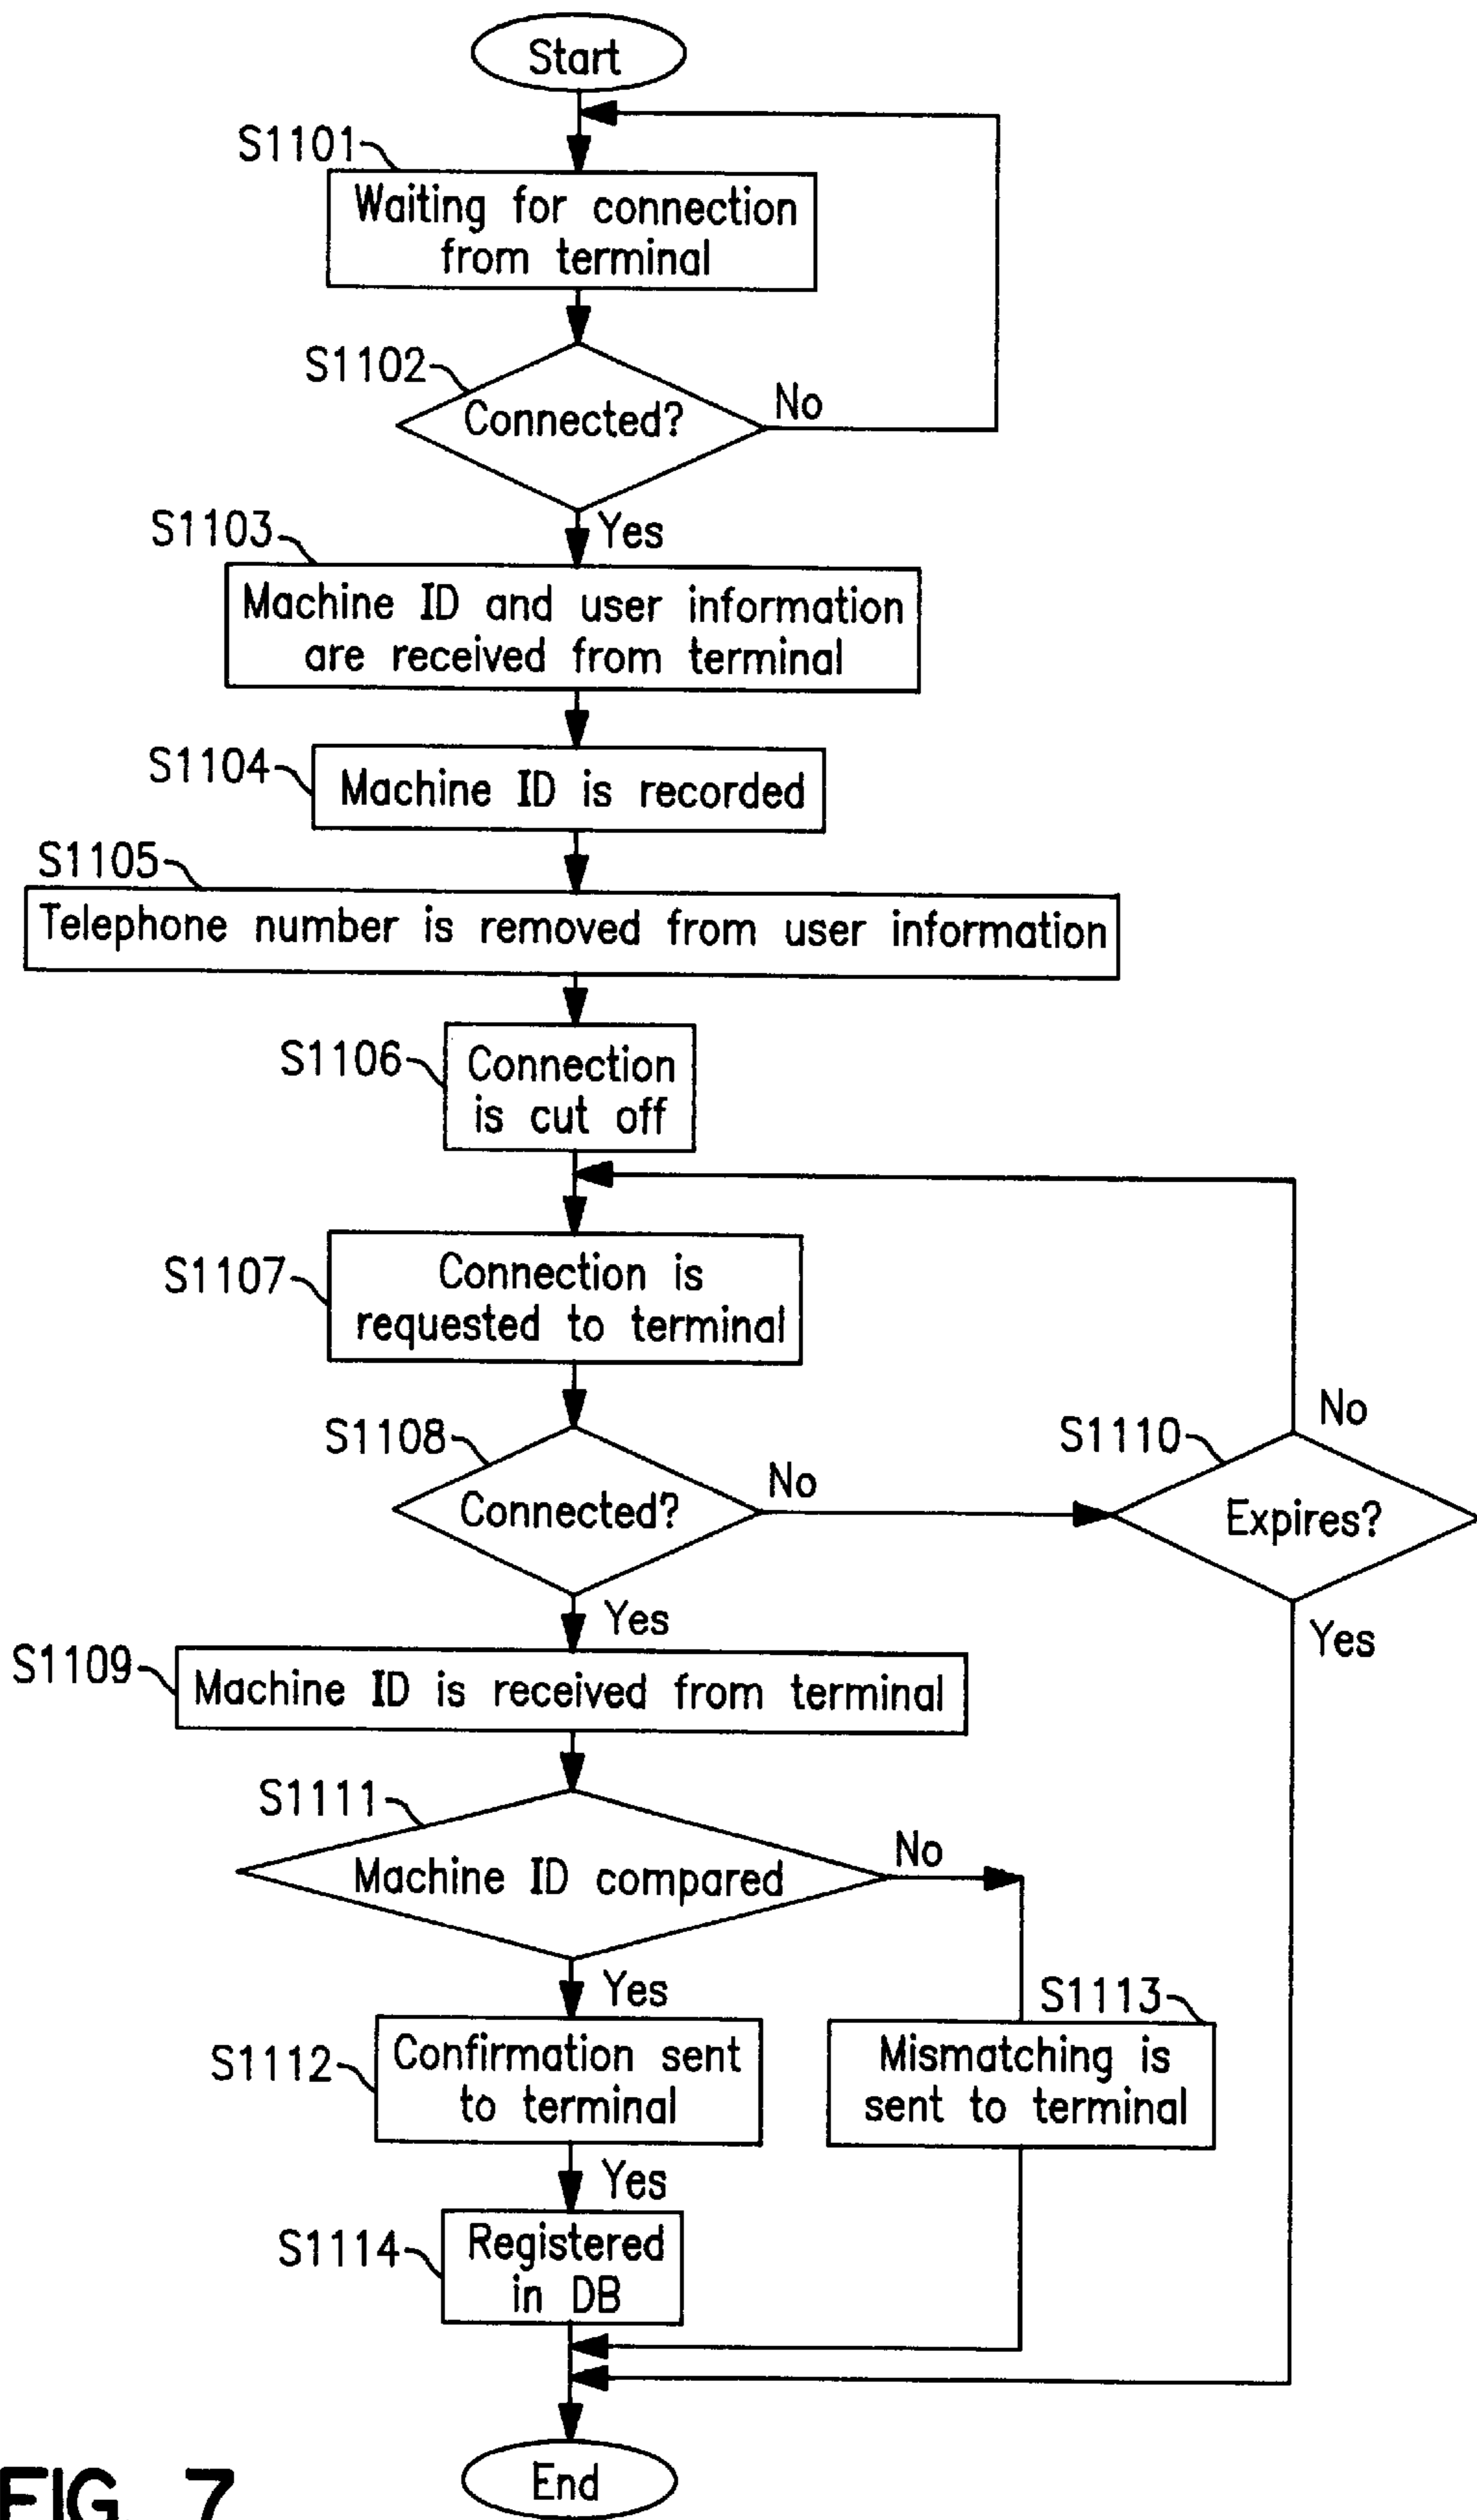 Start
S1101
Waiting for connection
from terminal
S1102
Connected?
No
Yes
S1103
Machine ID and user information
are received from terminal
S1104
Machine ID is recorded
S1105
Telephone number is removed from user information
S1106
Connection
is cut off
S1107
Connection is
requested to terminal
S1108
Connected?
No
S1110
Expires?
No
Yes
Yes
S1109
Machine ID is received from terminal
S1111
Machine ID compared
No
Yes
S1112
Confirmation sent
to terminal
S1113
Mismatching is
sent to terminal
Yes
S1114
Registered
in DB
End
FIG. 7